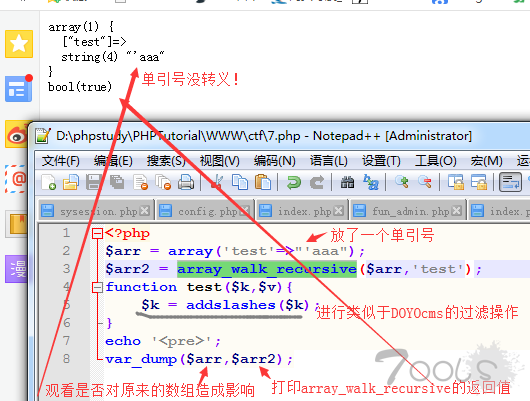 array(1) {
["test"]=>
string(4) "'aaa"
}
bool(true)
单引号没转义！
D:\phpstudy\PHPTutorial\WWW\ctf\7.php - Notepad++ [Administrator]
文件(F) 编辑(E) 搜索(S) 视图(V) 编码(N) 语言(L) 设置(T) 工具(O) 宏(M) 运
sysession.php config.php index.php fun_admin.php index.php
1 <?php
放了一个单引号
2 $arr = array('test'=>"'aaa");
3 $arr2 = array_walk_recursive($arr,'test');
4 function test($k,$v){
5 $k = addslashes($k);
进行类似于DOYOcms的过滤操作
6 }
7 echo '<pre>';
8 var_dump($arr,$arr2);
观看是否对原来的数组造成影响
打印array_walk_recursive的返回值
7oous
漫